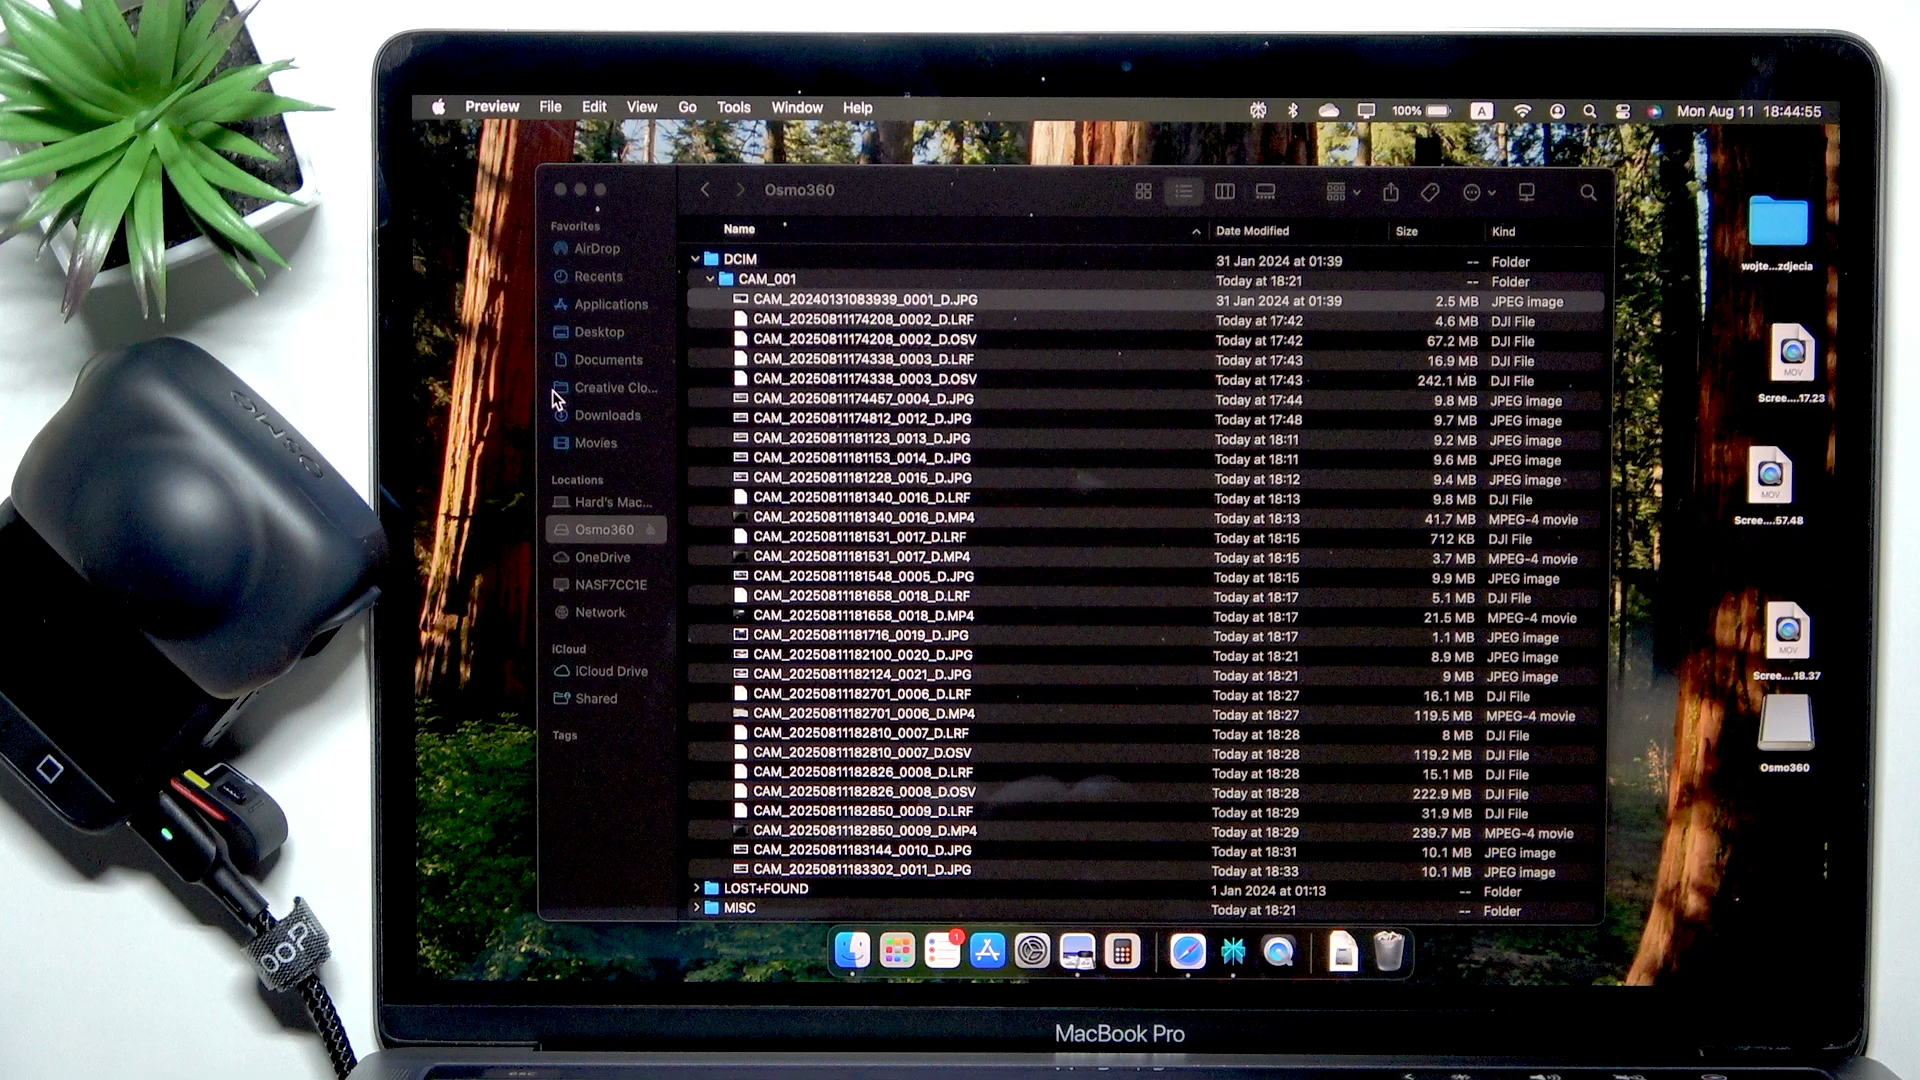 Preview File Edit View Go Tools Window Help 100% A Mon Aug 11 18:44:55
Osmo360
Name Date Modified Size Kind
Favorites
AirDrop
Recents
Applications
Desktop
Documents
Creative Clo...
Downloads
Movies
Locations
Hard's Mac...
Osmo360
OneDrive
NASF7CC1E
Network
iCloud
iCloud Drive
Shared
Tags
DCIM 31 Jan 2024 at 01:39 -- Folder
CAM_001 Today at 18:21 -- Folder
CAM_20240131083939_0001_D.JPG 31 Jan 2024 at 01:39 2.5 MB JPEG image
CAM_20250811174208_0002_D.LRF Today at 17:42 4.6 MB DJI File
CAM_20250811174208_0002_D.OSV Today at 17:42 67.2 MB DJI File
CAM_20250811174338_0003_D.LRF Today at 17:43 16.9 MB DJI File
CAM_20250811174338_0003_D.OSV Today at 17:43 242.1 MB DJI File
CAM_20250811174457_0004_D.JPG Today at 17:44 9.8 MB JPEG image
CAM_20250811174812_0012_D.JPG Today at 17:48 9.7 MB JPEG image
CAM_20250811181123_0013_D.JPG Today at 18:11 9.2 MB JPEG image
CAM_20250811181153_0014_D.JPG Today at 18:11 9.6 MB JPEG image
CAM_20250811181228_0015_D.JPG Today at 18:12 9.4 MB JPEG image
CAM_20250811181340_0016_D.LRF Today at 18:13 9.8 MB DJI File
CAM_20250811181340_0016_D.MP4 Today at 18:13 41.7 MB MPEG-4 movie
CAM_20250811181531_0017_D.LRF Today at 18:15 712 KB DJI File
CAM_20250811181531_0017_D.MP4 Today at 18:15 3.7 MB MPEG-4 movie
CAM_20250811181548_0005_D.JPG Today at 18:15 9.9 MB JPEG image
CAM_20250811181658_0018_D.LRF Today at 18:17 5.1 MB DJI File
CAM_20250811181658_0018_D.MP4 Today at 18:17 21.5 MB MPEG-4 movie
CAM_20250811181716_0019_D.JPG Today at 18:17 1.1 MB JPEG image
CAM_20250811182100_0020_D.JPG Today at 18:21 8.9 MB JPEG image
CAM_20250811182124_0021_D.JPG Today at 18:21 9 MB JPEG image
CAM_20250811182701_0006_D.LRF Today at 18:27 16.1 MB DJI File
CAM_20250811182701_0006_D.MP4 Today at 18:27 119.5 MB MPEG-4 movie
CAM_20250811182810_0007_D.LRF Today at 18:28 8 MB DJI File
CAM_20250811182810_0007_D.OSV Today at 18:28 119.2 MB DJI File
CAM_20250811182826_0008_D.LRF Today at 18:28 15.1 MB DJI File
CAM_20250811182826_0008_D.OSV Today at 18:28 222.9 MB DJI File
CAM_20250811182850_0009_D.LRF Today at 18:29 31.9 MB DJI File
CAM_20250811182850_0009_D.MP4 Today at 18:29 239.7 MB MPEG-4 movie
CAM_20250811183144_0010_D.JPG Today at 18:31 10.1 MB JPEG image
CAM_20250811183302_0011_D.JPG Today at 18:33 10.1 MB JPEG image
LOST+FOUND 1 Jan 2024 at 01:13 -- Folder
MISC Today at 18:21 -- Folder
wojte...zdjecia
MOV
Scree....17.23
MOV
Scree....57.48
MOV
Scree....18.37
Osmo360
1
MacBook Pro
esc
OSMO
OOP